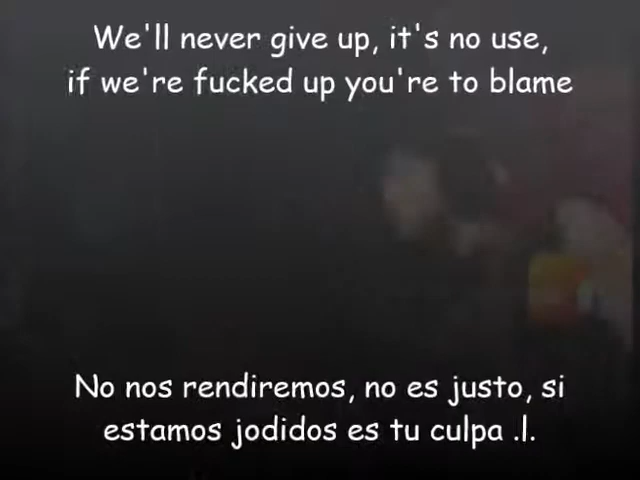 We'll never give up, it's no use,
if we're fucked up you're to blame
No nos rendiremos, no es justo, si
estamos jodidos es tu culpa .l.